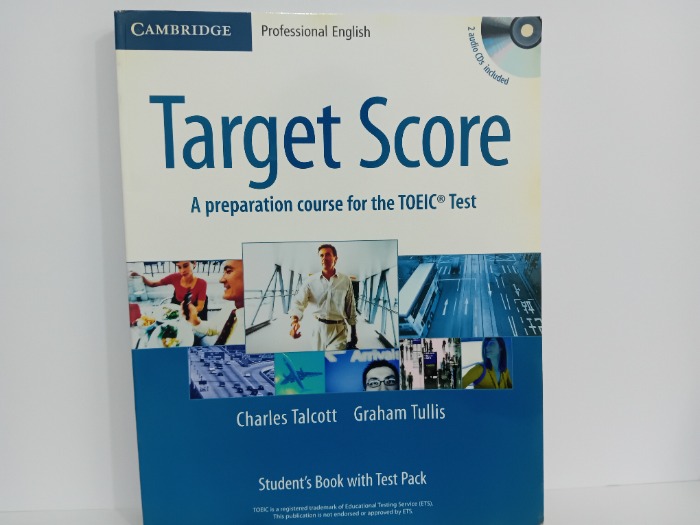 CAMBRIDGE
Professional English
2 audio CDs included
Target Score
A preparation course for the TOEIC® Test
Arrivals
Charles Talcott Graham Tullis
Student's Book with Test Pack
TOEIC is a registered trademark of Educational Testing Service (ETS).
This publication is not endorsed or approved by ETS.